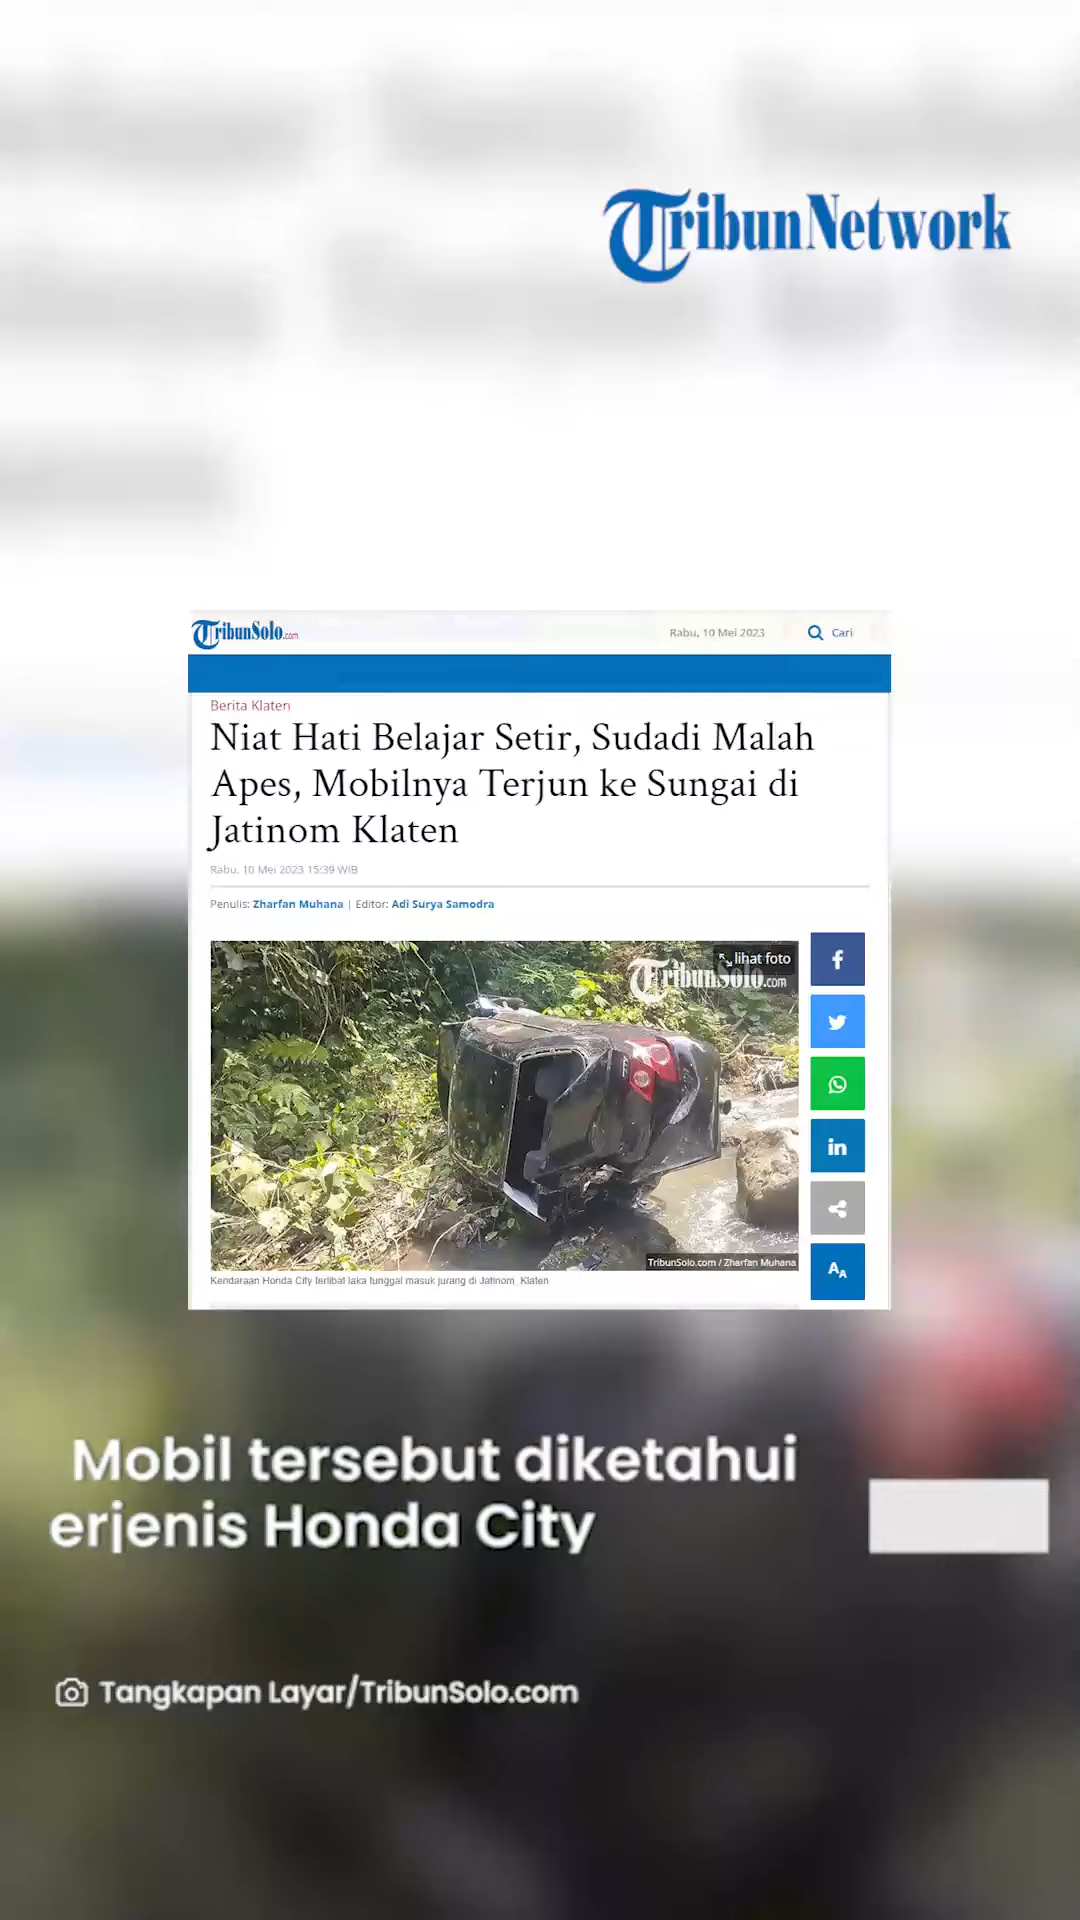 TribunNetwork
TribunSolo.com
Rabu, 10 Mei 2023
Cari
Berita Klaten
Niat Hati Belajar Setir, Sudadi Malah
Apes, Mobilnya Terjun ke Sungai di
Jatinom Klaten
Rabu, 10 Mei 2023 15:39 WIB
Penulis: Zharfan Muhana | Editor: Adi Surya Samodra
lihat foto
TribunSolo.com
TribunSolo.com / Zharfan Muhana
Kendaraan Honda City terlibat laka tunggal masuk jurang di Jatinom, Klaten
Mobil tersebut diketahui
erjenis Honda City
Tangkapan Layar/TribunSolo.com